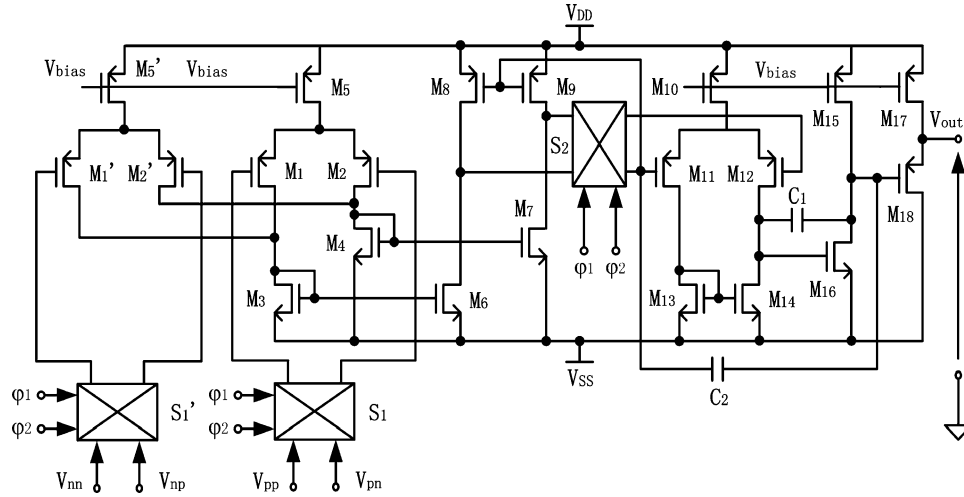 VDD
Vbias M5' Vbias M5 M8 M9 M10 Vbias M15 M17 Vout
M1' M2' M1 M2 S2 M11 M12 C1 M18
M4 M7 φ1 φ2 M16
M3 M6 M13 M14
VSS C2
φ1 φ2 S1' φ1 φ2 S1
Vnn Vnp Vpp Vpn